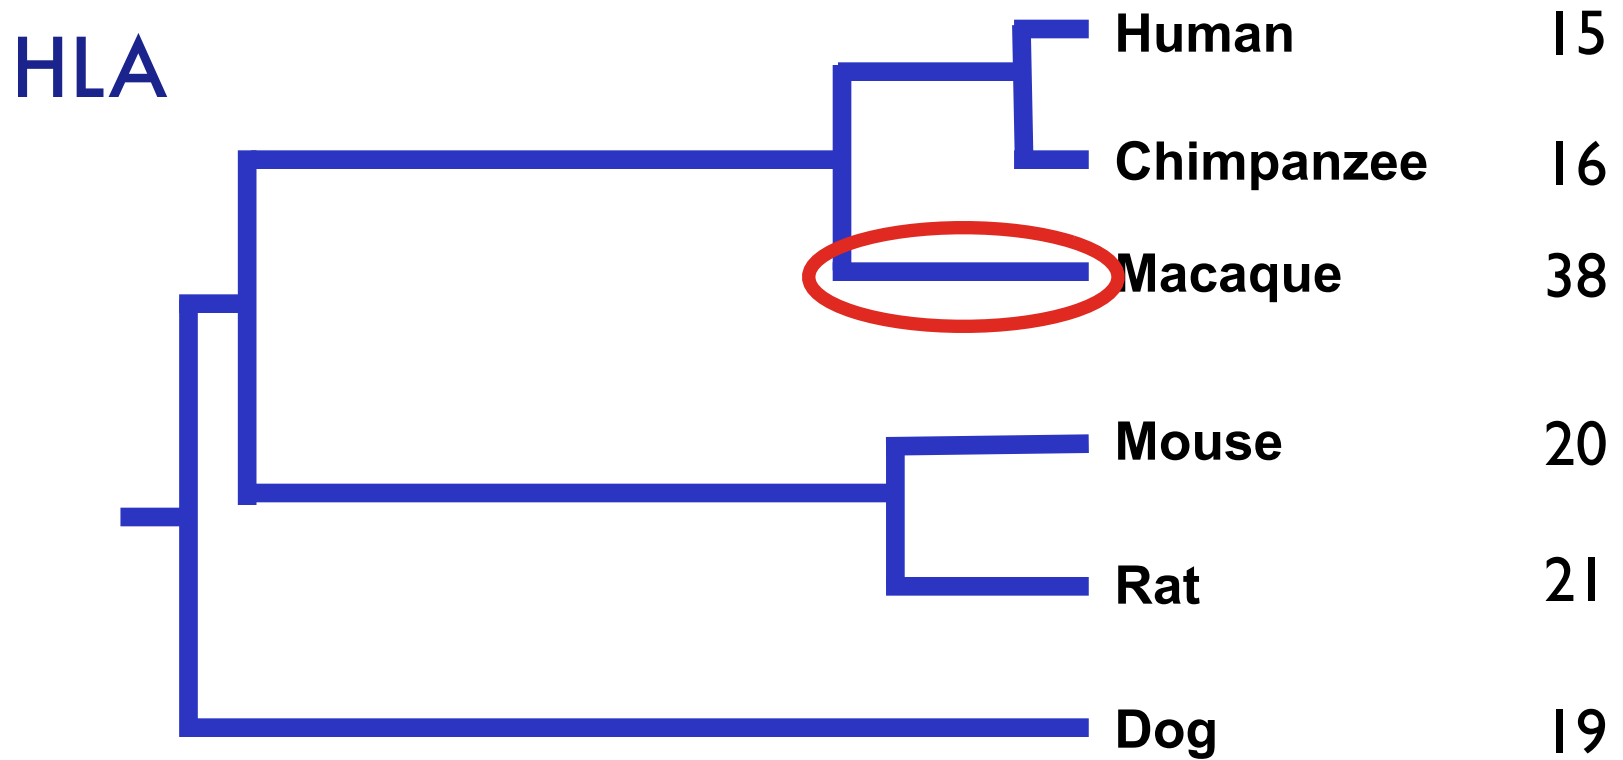 HLA
Human 15
Chimpanzee 16
Macaque 38
Mouse 20
Rat 21
Dog 19